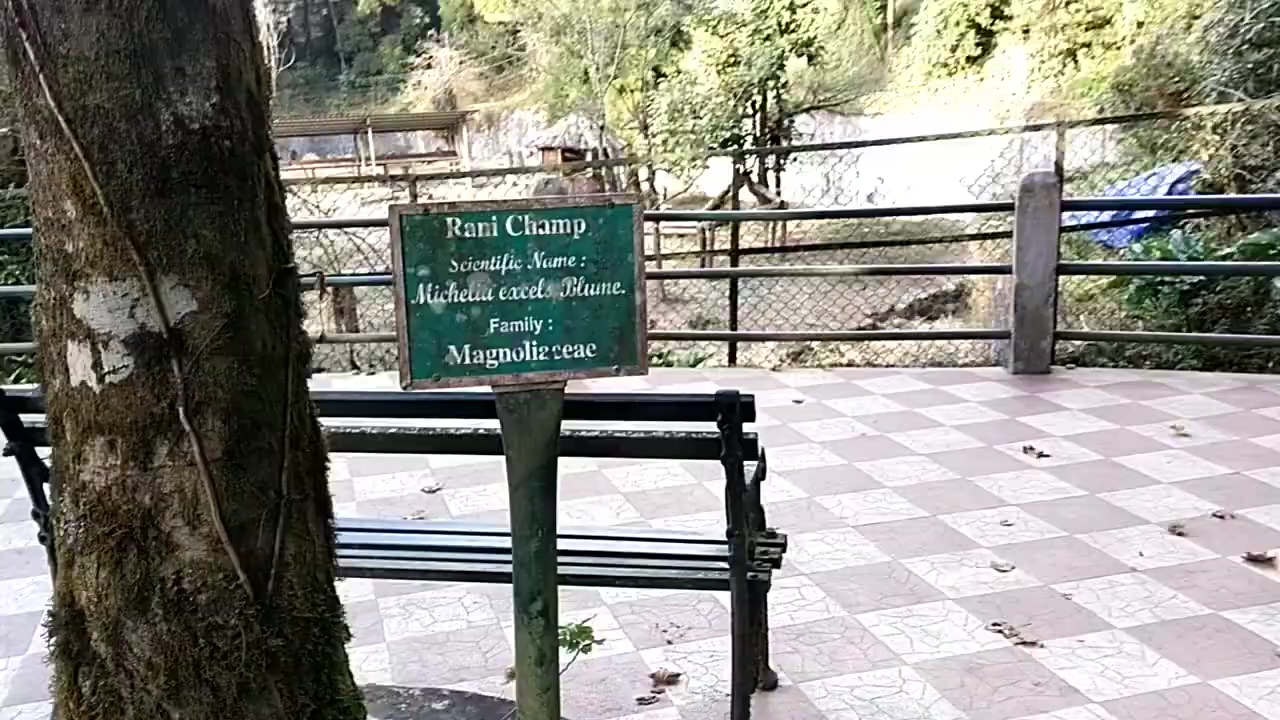 Rani Champ
Scientific Name :
Michelia excels Blume.
Family :
Magnoliaceae